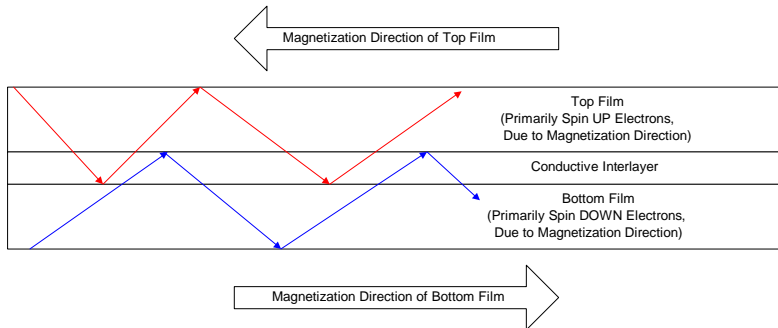 Magnetization Direction of Top Film
Top Film
(Primarily Spin UP Electrons,
Due to Magnetization Direction)
Conductive Interlayer
Bottom Film
(Primarily Spin DOWN Electrons,
Due to Magnetization Direction)
Magnetization Direction of Bottom Film